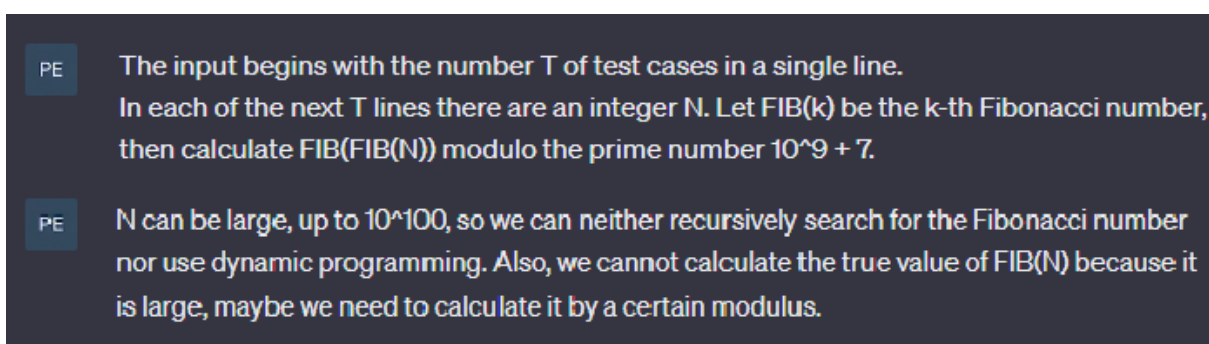 PE
The input begins with the number T of test cases in a single line.
In each of the next T lines there are an integer N. Let FIB(k) be the k-th Fibonacci number,
then calculate FIB(FIB(N)) modulo the prime number 10^9 + 7.
PE
N can be large, up to 10^100, so we can neither recursively search for the Fibonacci number
nor use dynamic programming. Also, we cannot calculate the true value of FIB(N) because it
is large, maybe we need to calculate it by a certain modulus.